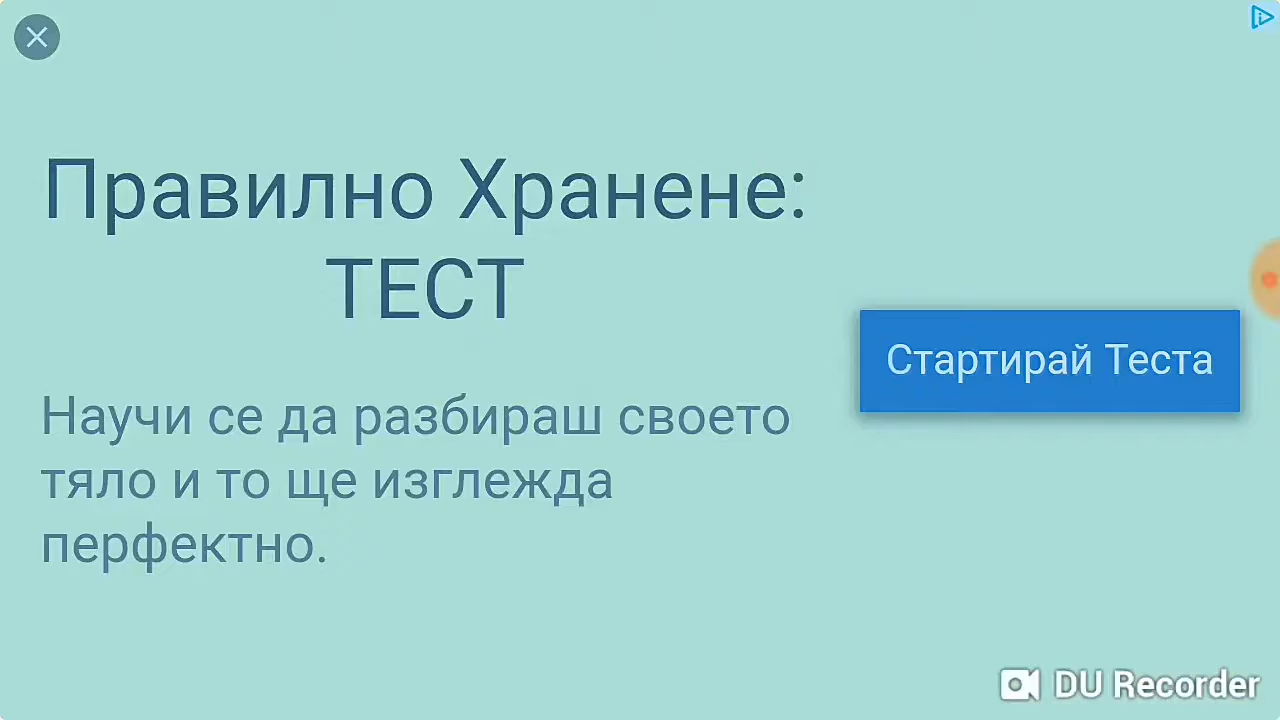 Правилно Хранене:
ТЕСТ
Научи се да разбираш своето
тяло и то ще изглежда
перфектно.
Стартирай Теста
DU Recorder